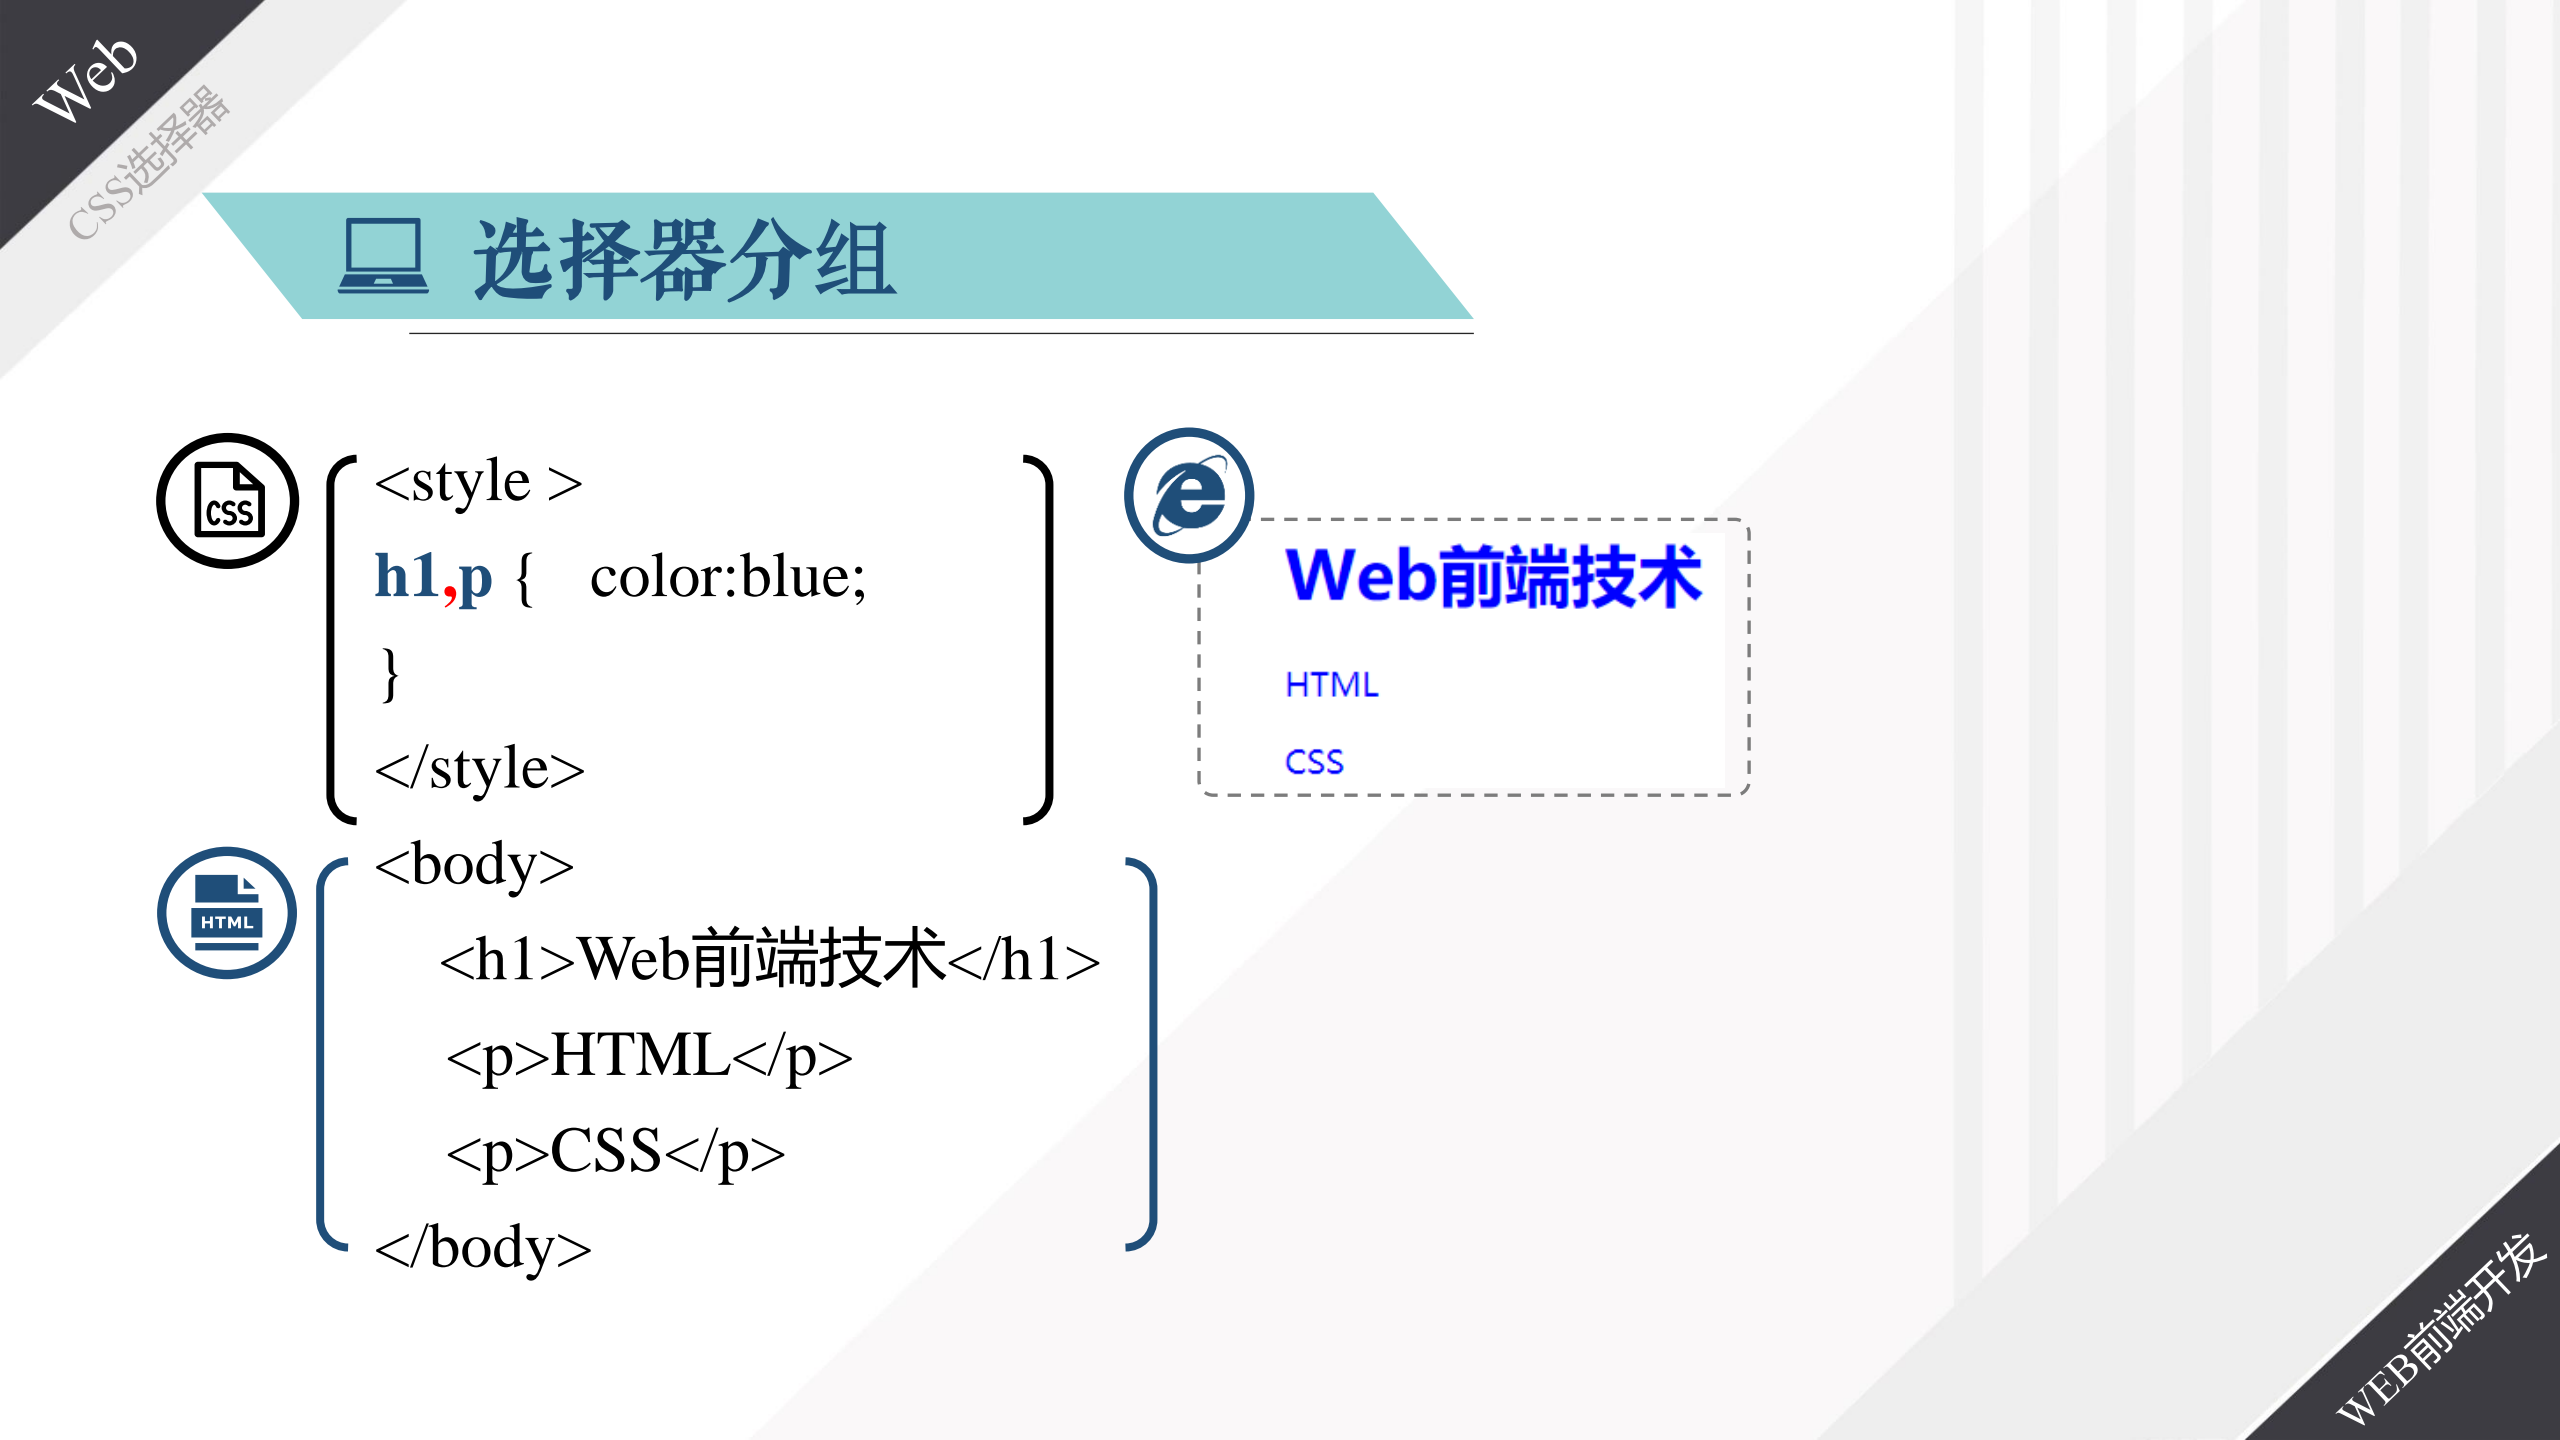 Web
CSS选择器
选择器分组
CSS
<style >
h1,p {    color:blue;
}
</style>
Web前端技术
HTML
CSS
HTML
<body>
<h1>Web前端技术</h1>
<p>HTML</p>
<p>CSS</p>
</body>
WEB前端开发